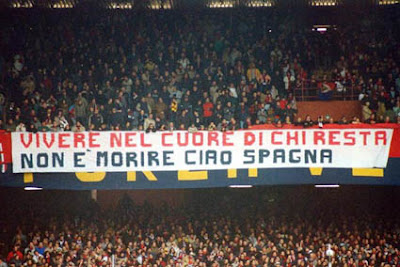 VIVERE NEL CUORE DI CHI RESTA
NON E' MORIRE CIAO SPAGNA